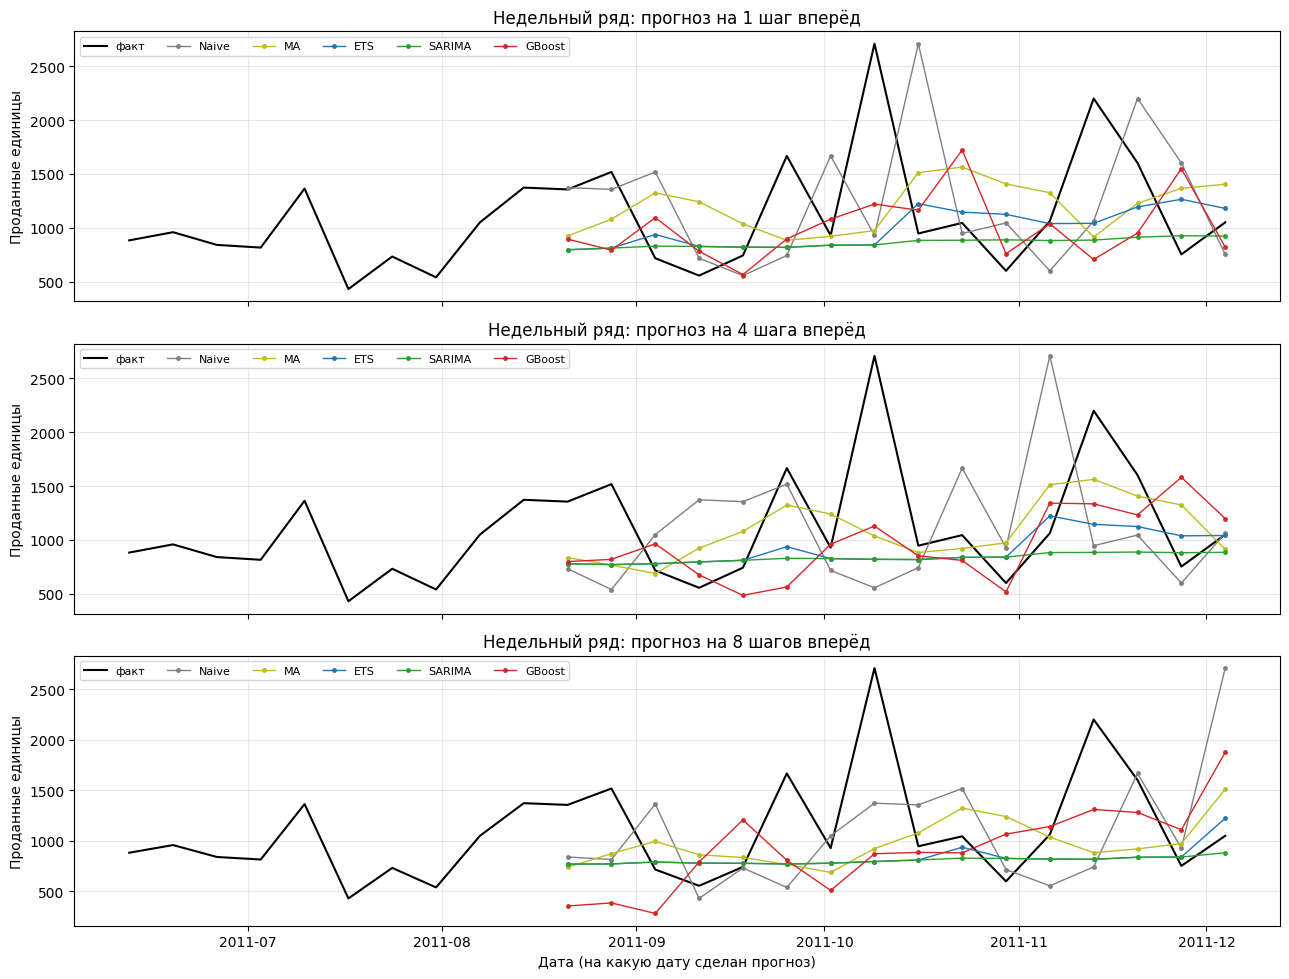 Недельный ряд: прогноз на 1 шаг вперёд
факт Naive MA ETS SARIMA GBoost
Проданные единицы
2500
2000
1500
1000
500
Недельный ряд: прогноз на 4 шага вперёд
факт Naive MA ETS SARIMA GBoost
Проданные единицы
2500
2000
1500
1000
500
Недельный ряд: прогноз на 8 шагов вперёд
факт Naive MA ETS SARIMA GBoost
Проданные единицы
2500
2000
1500
1000
500
2011-07 2011-08 2011-09 2011-10 2011-11 2011-12
Дата (на какую дату сделан прогноз)